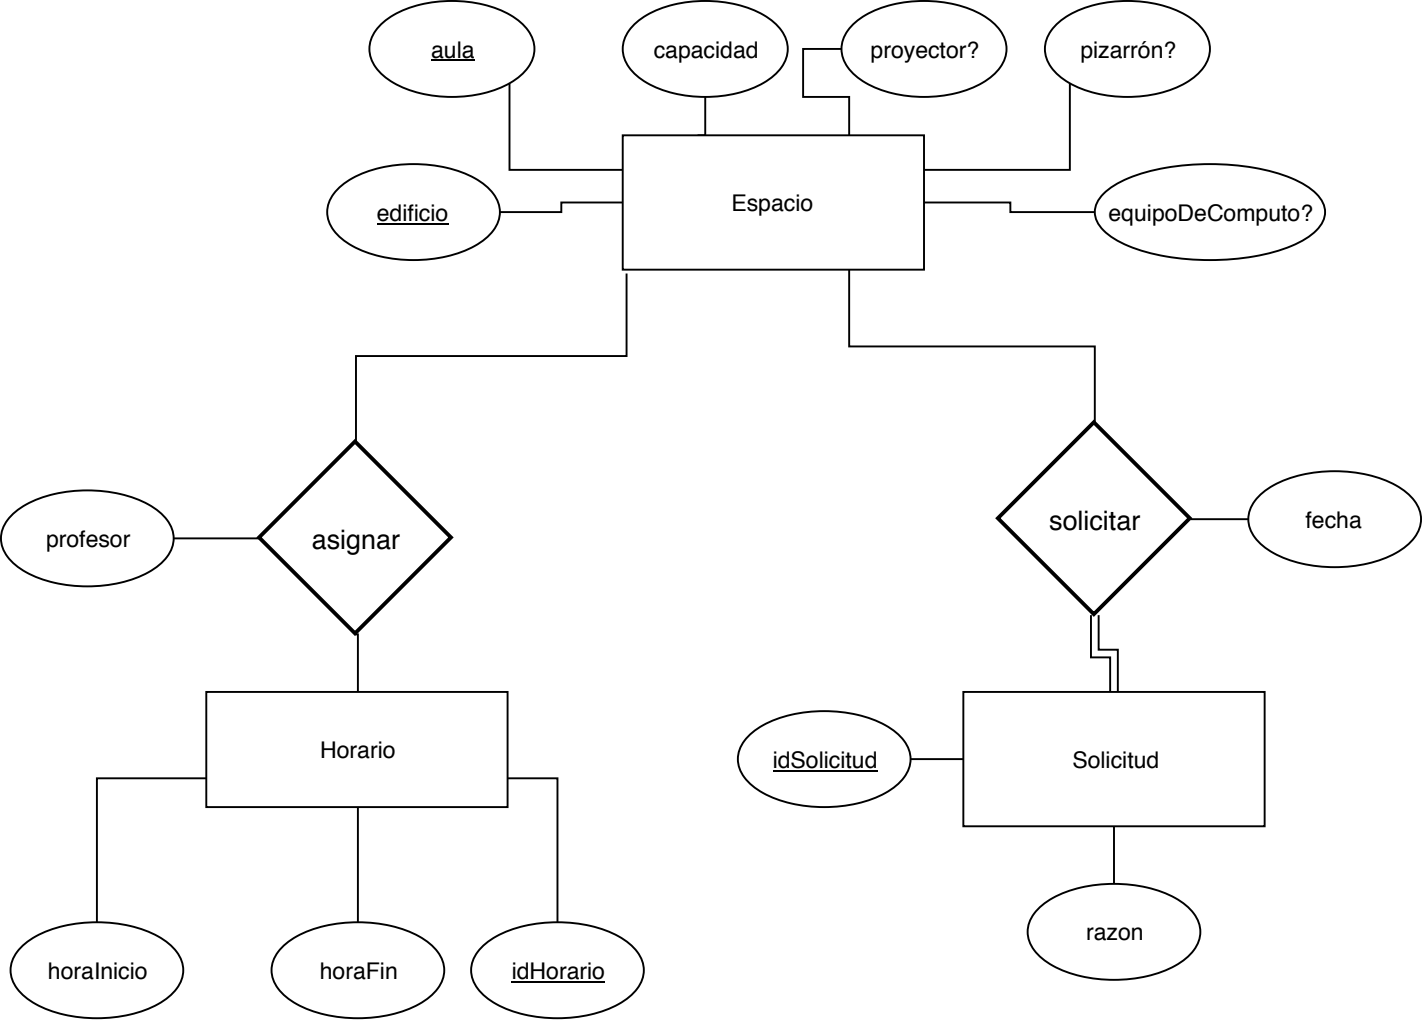 aula
capacidad
proyector?
pizarrón?
edificio
Espacio
equipoDeComputo?
profesor
asignar
solicitar
fecha
Horario
idSolicitud
Solicitud
horaInicio
horaFin
idHorario
razon